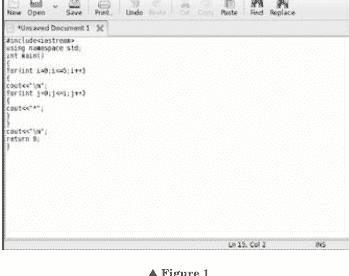 New Open Save Print... Undo Redo Cut Copy Paste Find Replace
*Unsaved Document 1
#include<iostream>
using namespace std;
int main()
{
for(int i=0;i<=5;i++)
{
cout<<"\n";
for(int j=0;j<=i;j++)
{
cout<<"*";
}
}
cout<<"\n";
return 0;
}
Ln 15, Col 2 INS
▲ Figure 1